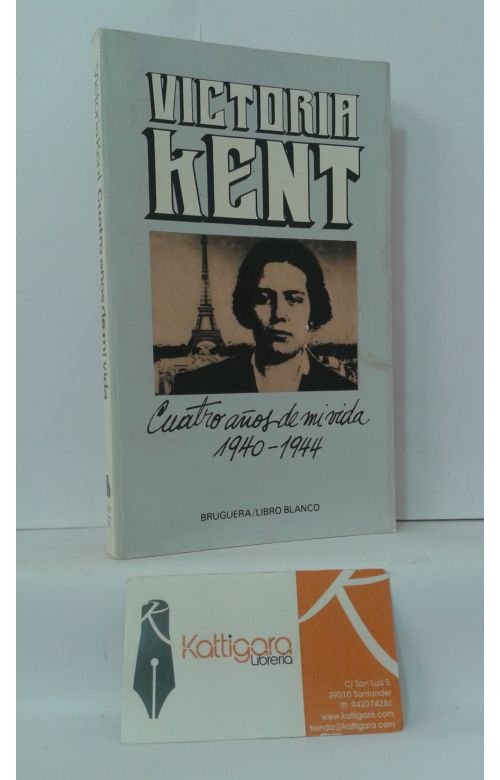 VICTORIA
KENT
Cuatro años de mi vida
1940-1944
BRUGUERA/LIBRO BLANCO
Victoria Kent Cuatro años de mi vida
Kattigara
Librería
C/ San Luis 5
39010 Santander
tlf: 942074286
www.kattigara.com
tienda@kattigara.com